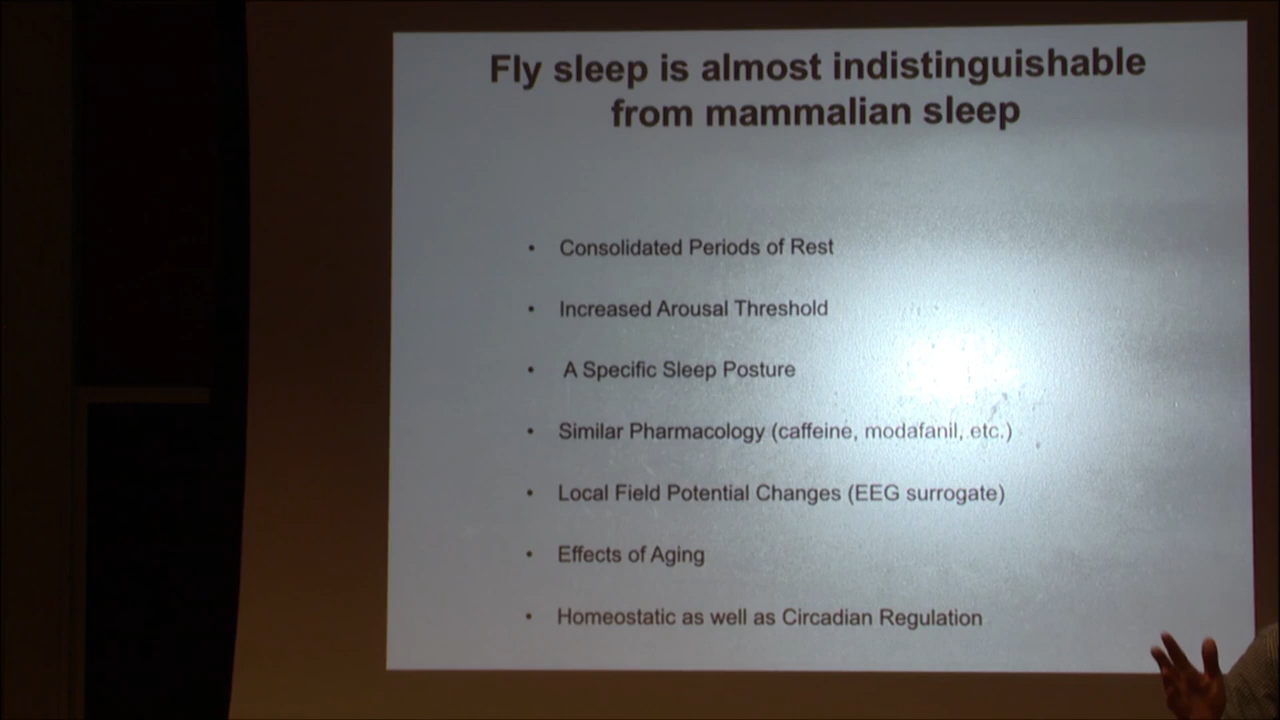 Fly sleep is almost indistinguishable
from mammalian sleep
• Consolidated Periods of Rest
• Increased Arousal Threshold
• A Specific Sleep Posture
• Similar Pharmacology (caffeine, modafanil, etc.)
• Local Field Potential Changes (EEG surrogate)
• Effects of Aging
• Homeostatic as well as Circadian Regulation